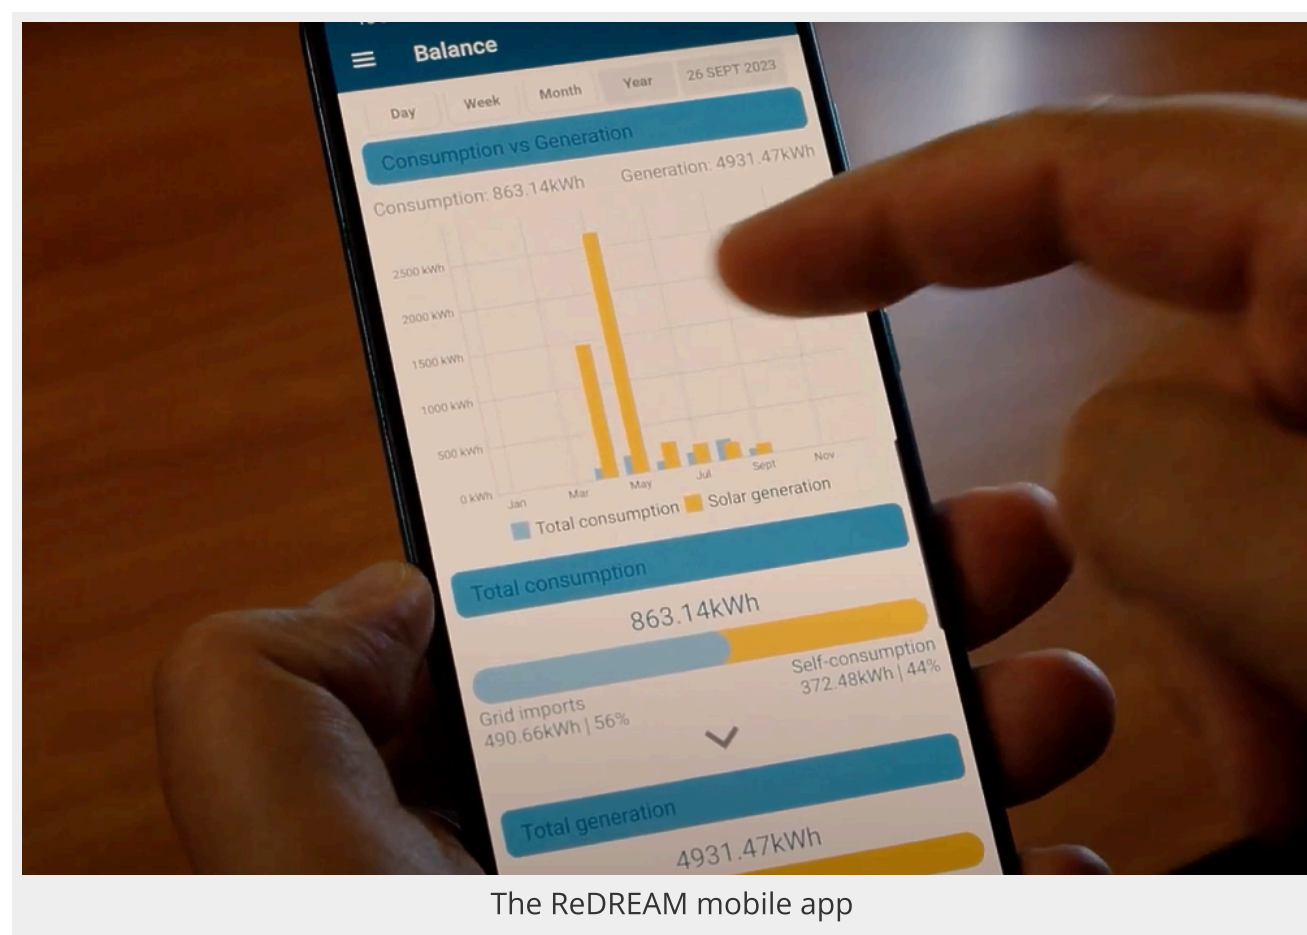 Balance
Day Week Month Year 26 SEPT 2023
Consumption vs Generation
Consumption: 863.14kWh Generation: 4931.47kWh
2500 kWh
2000 kWh
1500 kWh
1000 kWh
500 kWh
0 kWh
Jan Mar May Jul Sept Nov
Total consumption Solar generation
Total consumption
863.14kWh
Self-consumption
372.48kWh | 44%
Grid imports
490.66kWh | 56%
Total generation
4931.47kWh
The ReDREAM mobile app